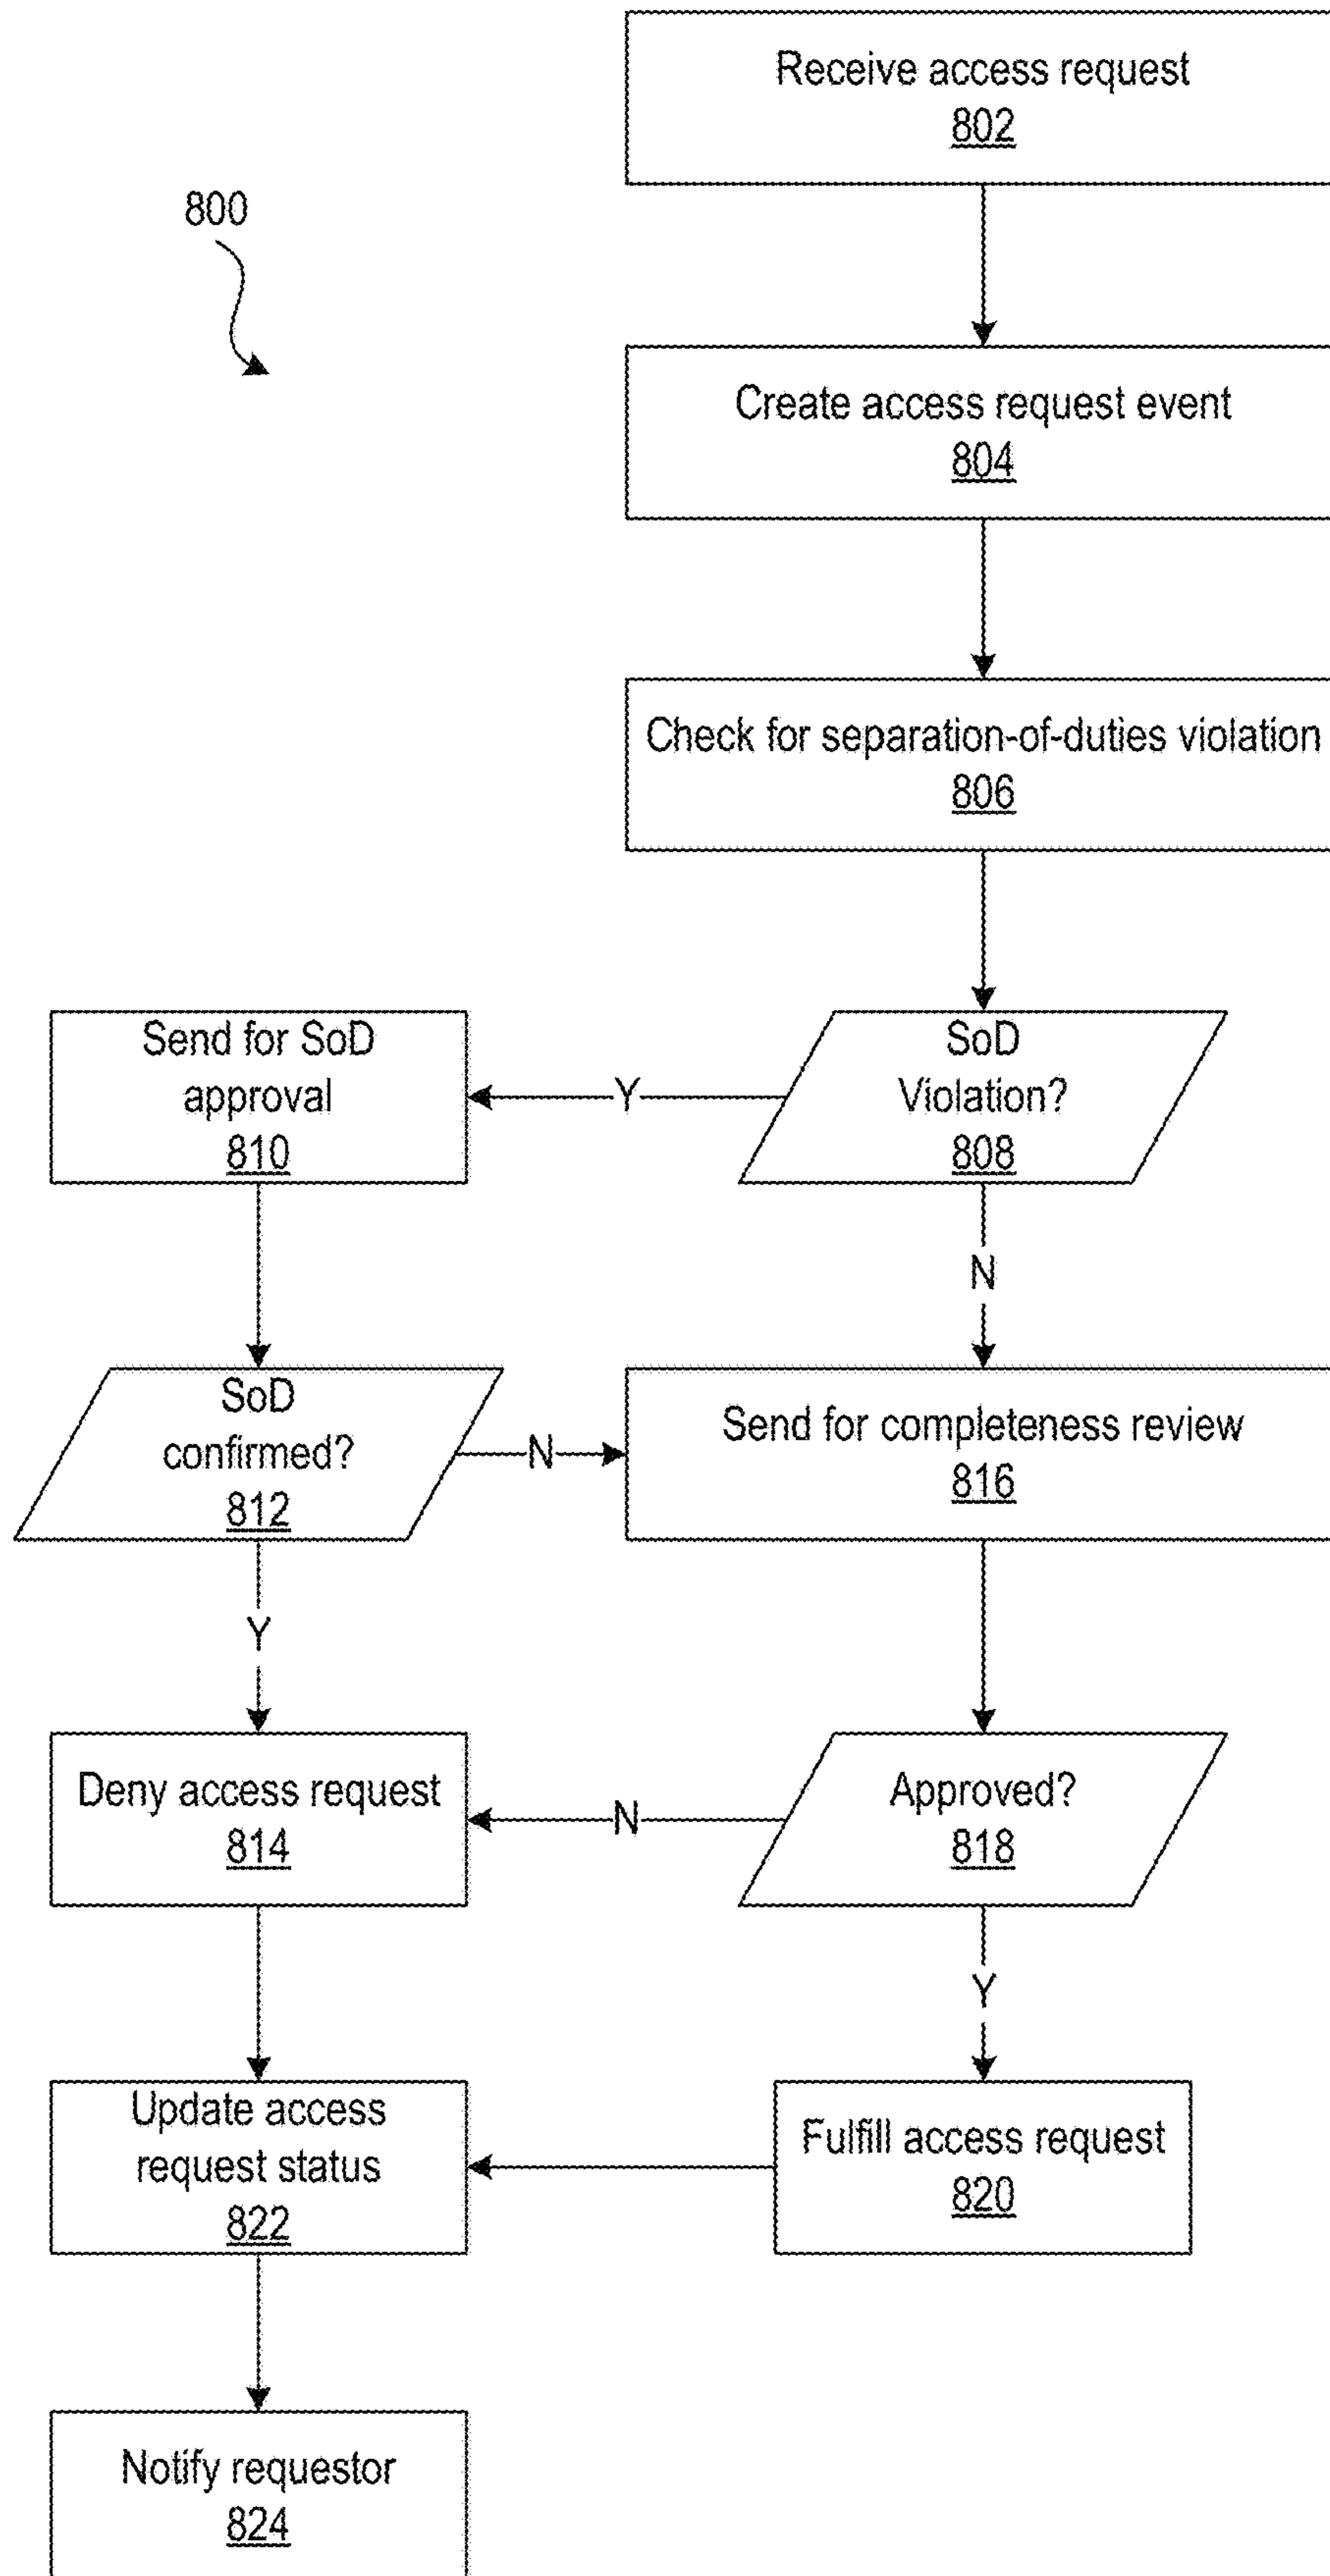 Receive access request
802
800
Create access request event
804
Check for separation-of-duties violation
806
Send for SoD
approval
810
Y
SoD
Violation?
808
N
SoD
confirmed?
812
N
Send for completeness review
816
Y
Deny access request
814
N
Approved?
818
Y
Update access
request status
822
Fulfill access request
820
Notify requestor
824